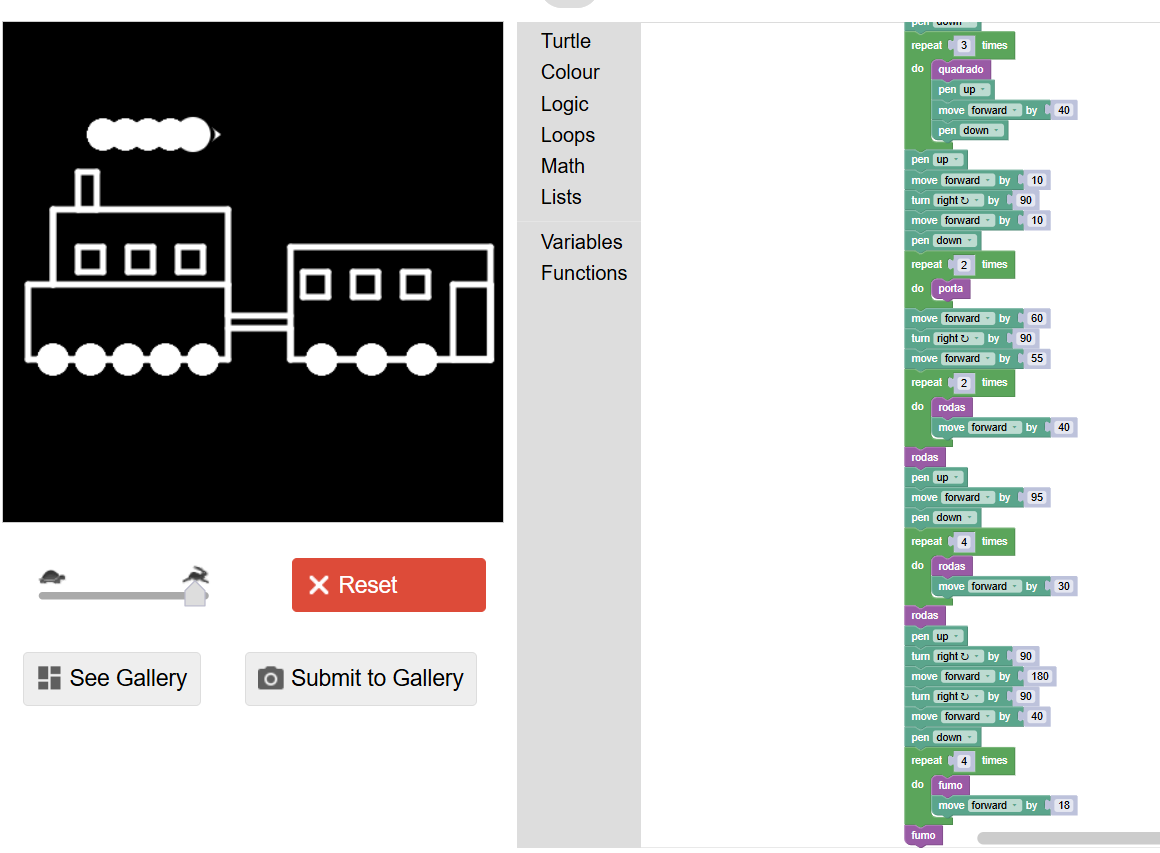 Turtle
Colour
Logic
Loops
Math
Lists
Variables
Functions
Reset
See Gallery
Submit to Gallery
pen down
repeat 3 times
do quadrado
pen up
move forward by 40
pen down
pen up
move forward by 10
turn right ↻ by 90
move forward by 10
pen down
repeat 2 times
do porta
move forward by 60
turn right ↻ by 90
move forward by 55
repeat 2 times
do rodas
move forward by 40
rodas
pen up
move forward by 95
pen down
repeat 4 times
do rodas
move forward by 30
rodas
pen up
turn right ↻ by 90
move forward by 180
turn right ↻ by 90
move forward by 40
pen down
repeat 4 times
do fumo
move forward by 18
fumo